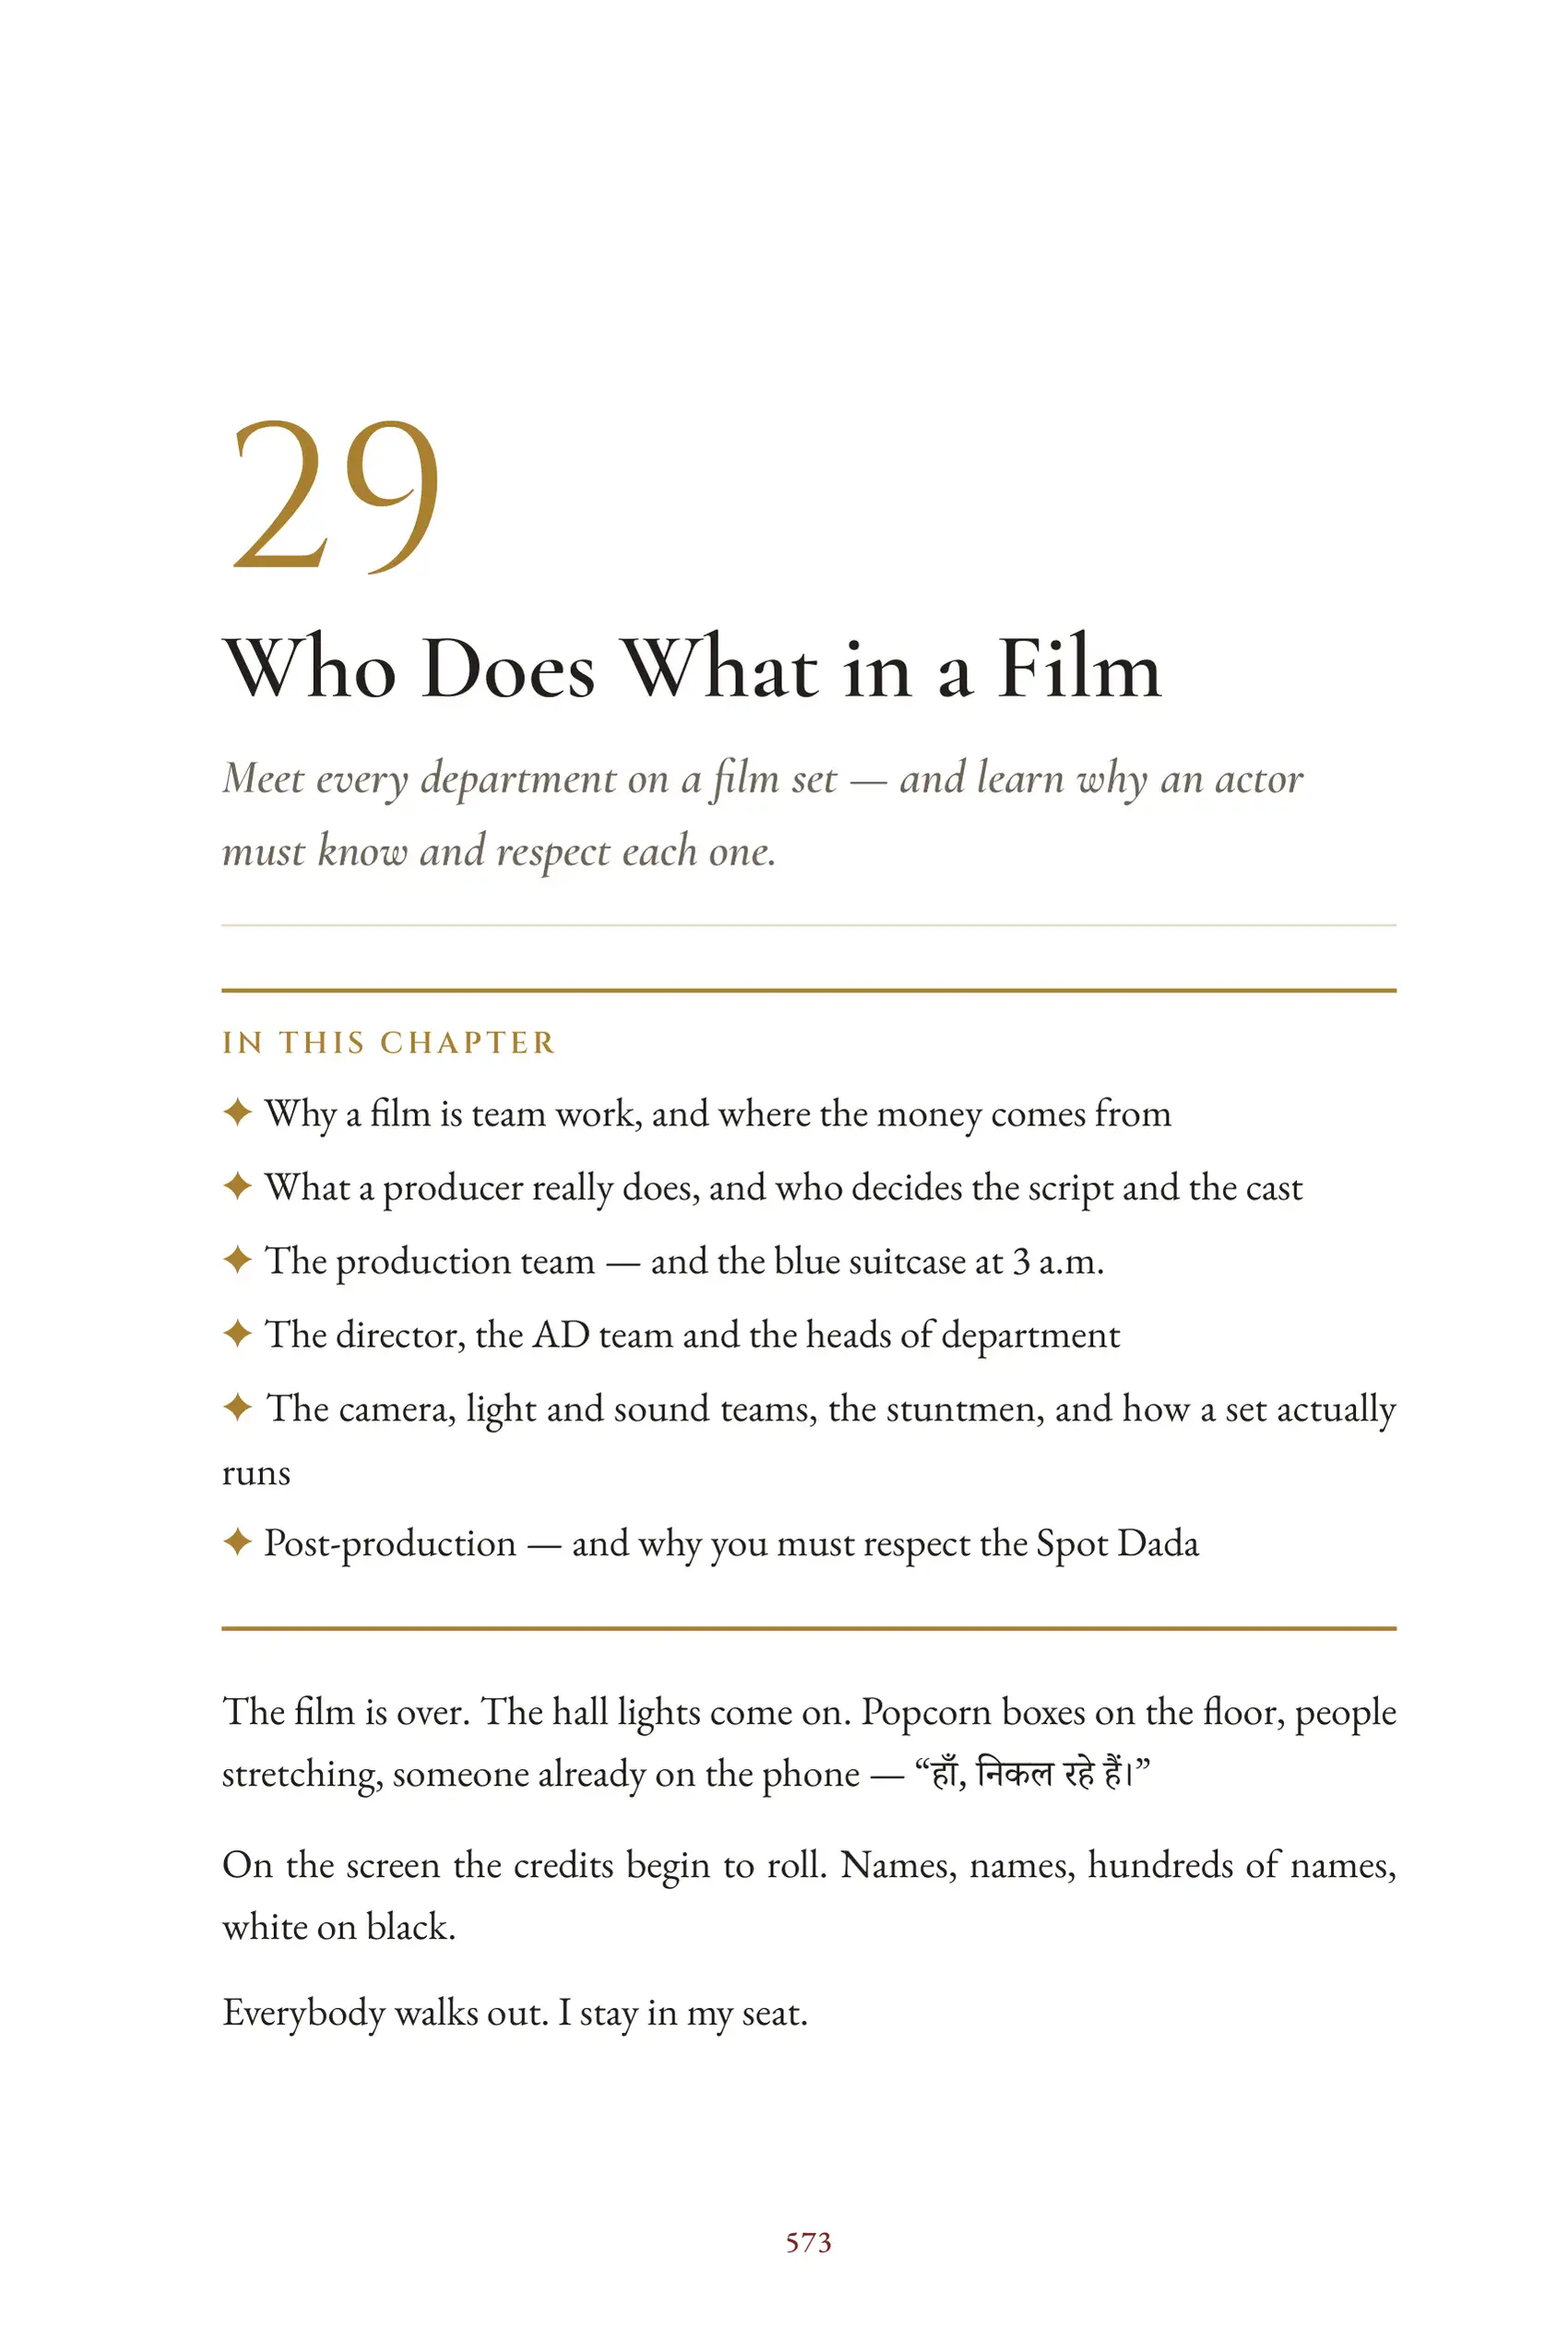 29
Who Does What in a Film
Meet every department on a film set — and learn why an actor
must know and respect each one.
IN THIS CHAPTER
✦ Why a film is team work, and where the money comes from
✦ What a producer really does, and who decides the script and the cast
✦ The production team — and the blue suitcase at 3 a.m.
✦ The director, the AD team and the heads of department
✦ The camera, light and sound teams, the stuntmen, and how a set actually
runs
✦ Post-production — and why you must respect the Spot Dada
The film is over. The hall lights come on. Popcorn boxes on the floor, people
stretching, someone already on the phone — “हाँ, निकल रहे हैं।”
On the screen the credits begin to roll. Names, names, hundreds of names,
white on black.
Everybody walks out. I stay in my seat.
573